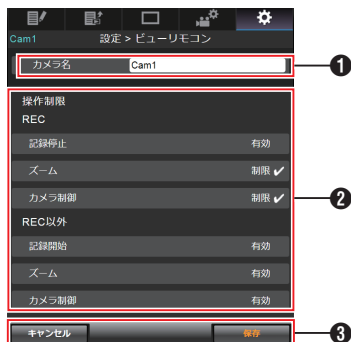 Cam1 設定 > ビューリモコン
カメラ名 Cam1 ❶
操作制限
REC
記録停止 有効
ズーム 制限 ✔
カメラ制御 制限 ✔ ❷
REC以外
記録開始 有効
ズーム 有効
カメラ制御 有効
キャンセル 保存 ❸